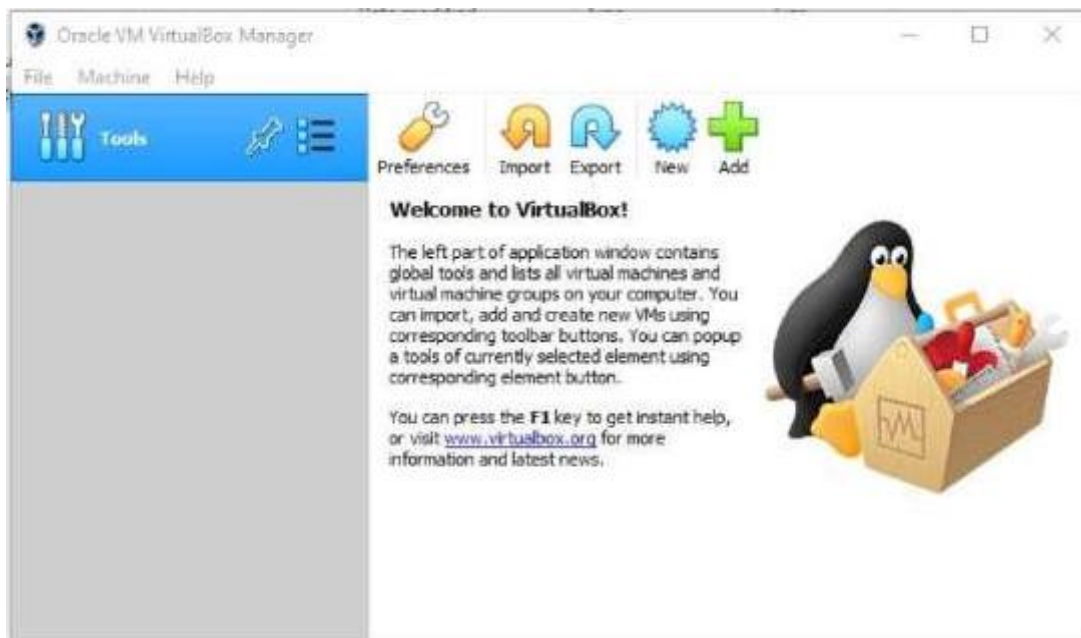 Oracle VM VirtualBox Manager
File Machine Help
Tools
Preferences Import Export New Add
Welcome to VirtualBox!
The left part of application window contains
global tools and lists all virtual machines and
virtual machine groups on your computer. You
can import, add and create new VMs using
corresponding toolbar buttons. You can popup
a tools of currently selected element using
corresponding element button.
You can press the F1 key to get instant help,
or visit www.virtualbox.org for more
information and latest news.